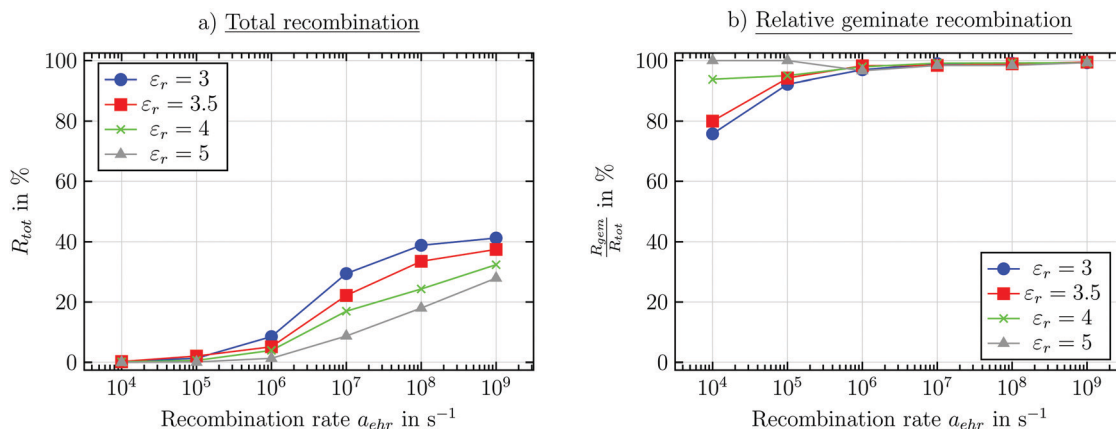 a) Total recombination
100
80
60
40
20
0
R_tot in %
ε_r = 3
ε_r = 3.5
ε_r = 4
ε_r = 5
10^4 10^5 10^6 10^7 10^8 10^9
Recombination rate a_ehr in s^−1
b) Relative geminate recombination
100
80
60
40
20
0
R_gem/R_tot in %
ε_r = 3
ε_r = 3.5
ε_r = 4
ε_r = 5
10^4 10^5 10^6 10^7 10^8 10^9
Recombination rate a_ehr in s^−1